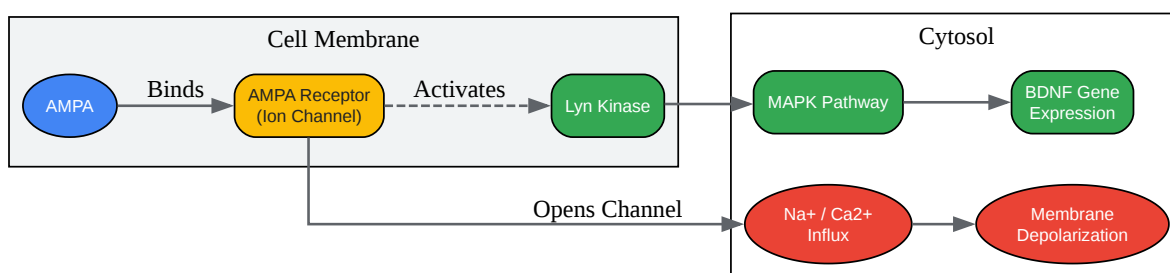 Cell Membrane
Cytosol
AMPA
Binds
AMPA Receptor
(Ion Channel)
Activates
Lyn Kinase
MAPK Pathway
BDNF Gene
Expression
Opens Channel
Na+ / Ca2+
Influx
Membrane
Depolarization